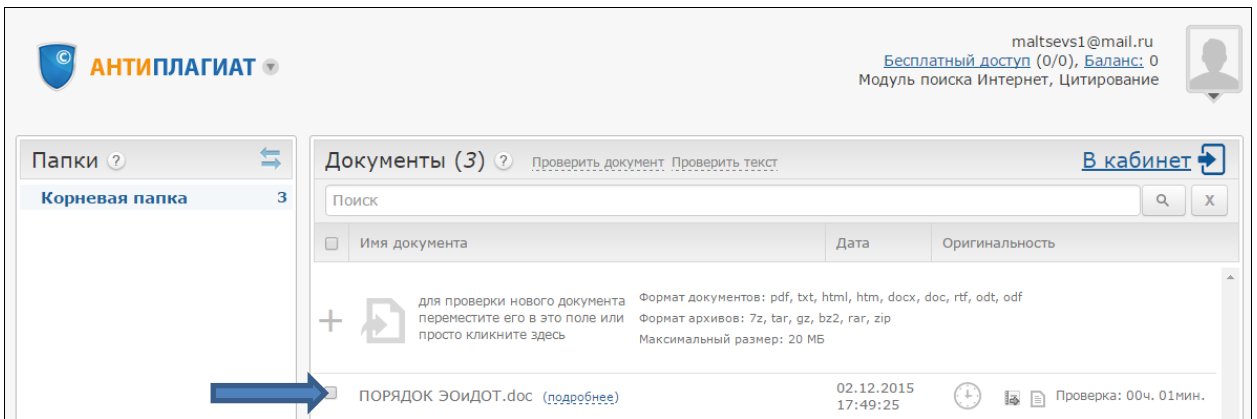 maltsevs1@mail.ru
© АНТИПЛАГИАТ
Бесплатный доступ (0/0), Баланс: 0
Модуль поиска Интернет, Цитирование
Папки ?
Документы (3) ? Проверить документ Проверить текст В кабинет
Корневая папка 3
Поиск X
Имя документа Дата Оригинальность
для проверки нового документа
переместите его в это поле или
просто кликните здесь
Формат документов: pdf, txt, html, htm, docx, doc, rtf, odt, odf
Формат архивов: 7z, tar, gz, bz2, rar, zip
Максимальный размер: 20 МБ
ПОРЯДОК ЭОиДОТ.doc (подробнее)
02.12.2015
17:49:25
Проверка: 00ч. 01мин.